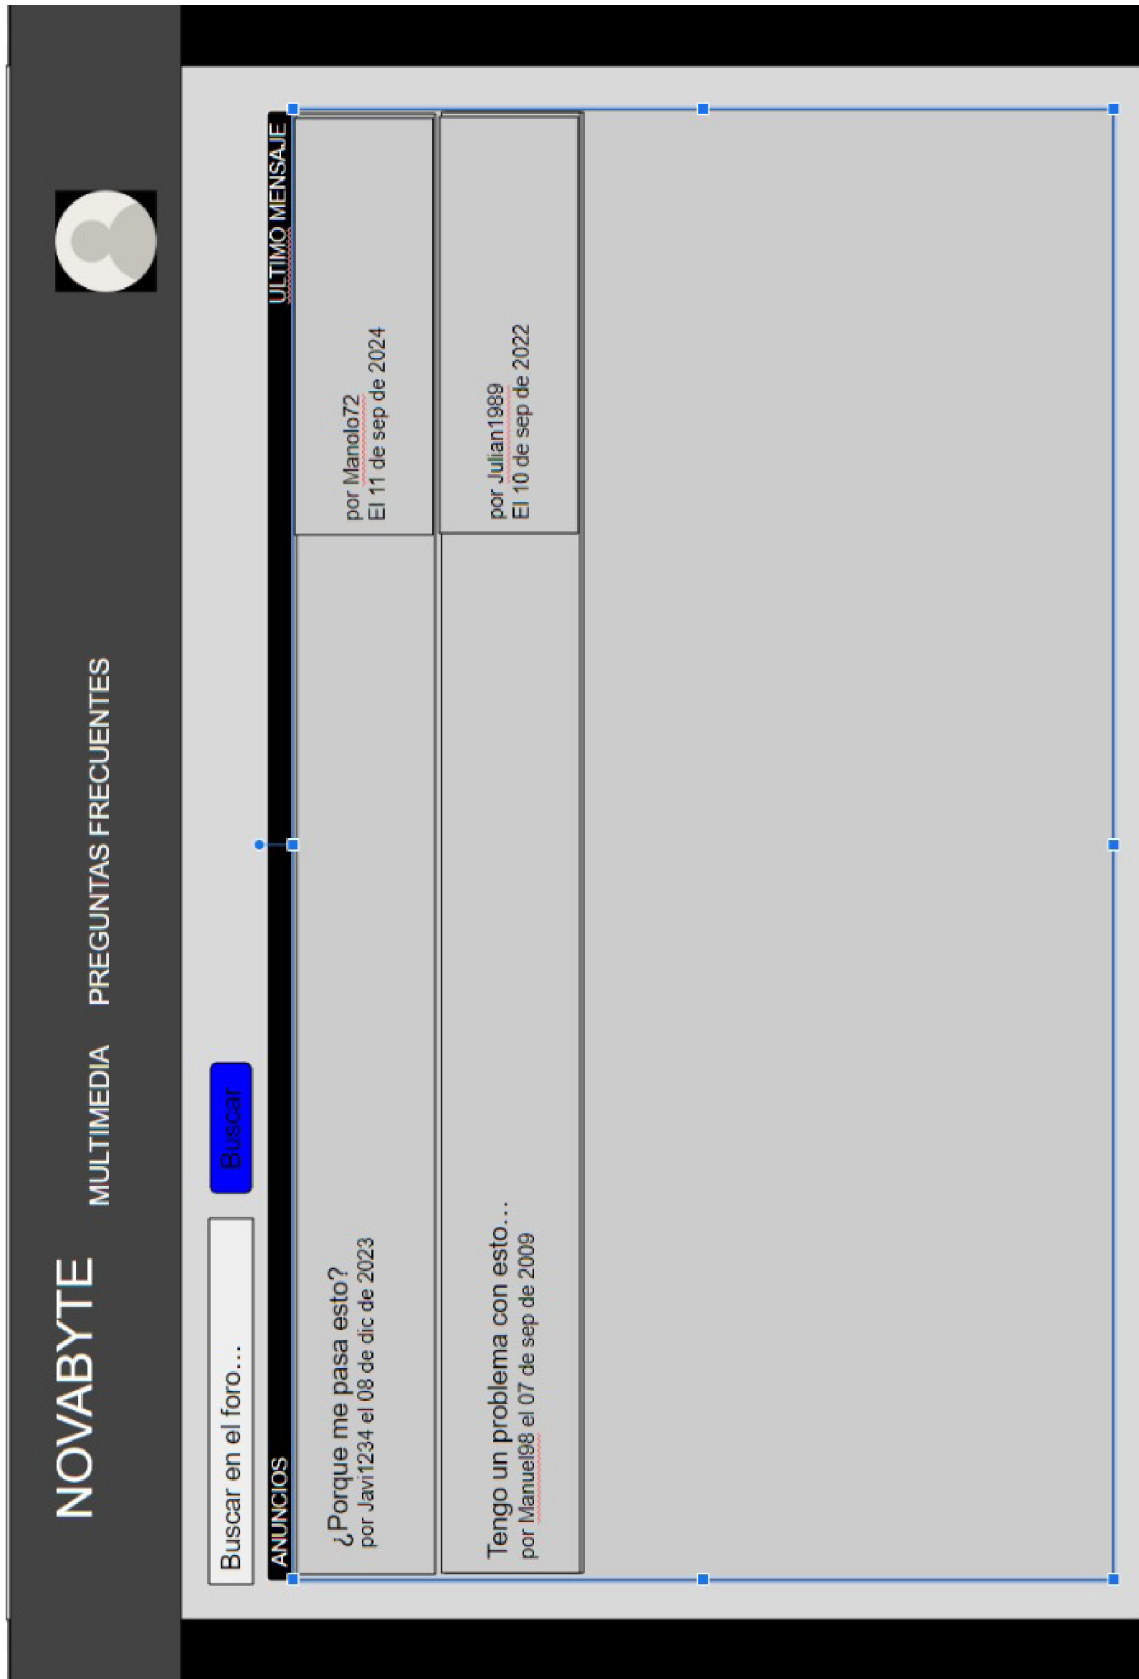 NOVABYTE
MULTIMEDIA PREGUNTAS FRECUENTES
Buscar en el foro...
Buscar
ANUNCIOS
ULTIMO MENSAJE
¿Porque me pasa esto?
por Javi1234 el 08 de dic de 2023
por Manolo72
El 11 de sep de 2024
Tengo un problema con esto...
por Manuel98 el 07 de sep de 2009
por Julian1989
El 10 de sep de 2022